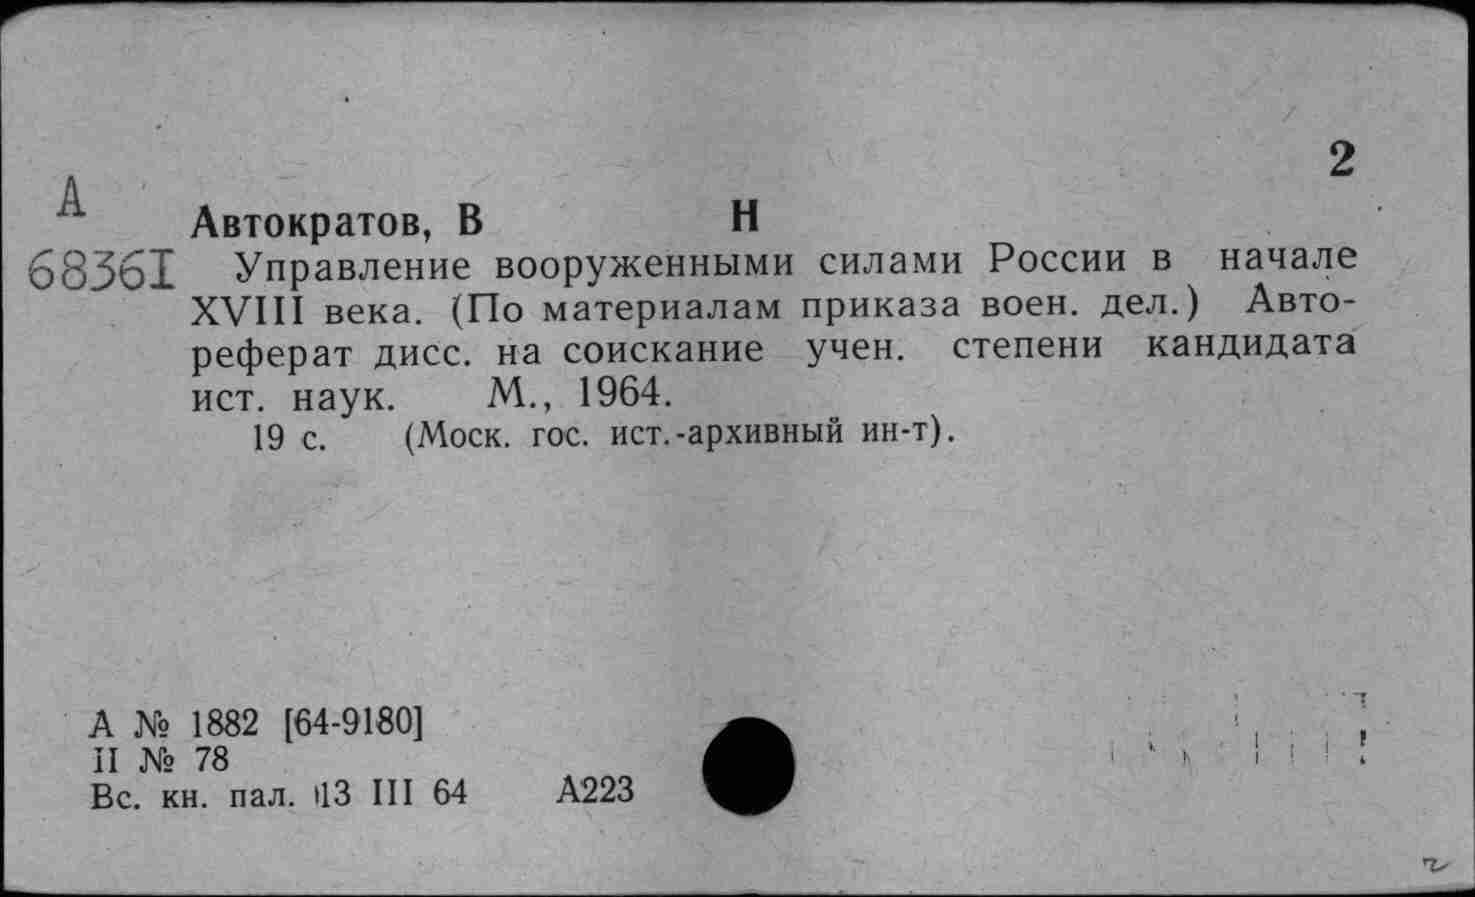 2
А
Автократов, В Н
68361 Управление вооруженными силами России в начале
XVIII века. (По материалам приказа воен. дел.) Авто-
реферат дисс. на соискание учен. степени кандидата
ист. наук. М., 1964.
19 с. (Моск. гос. ист.-архивный ин-т).
А № 1882 [64-9180]
II № 78
Вс. кн. пал. 13 III 64 А223